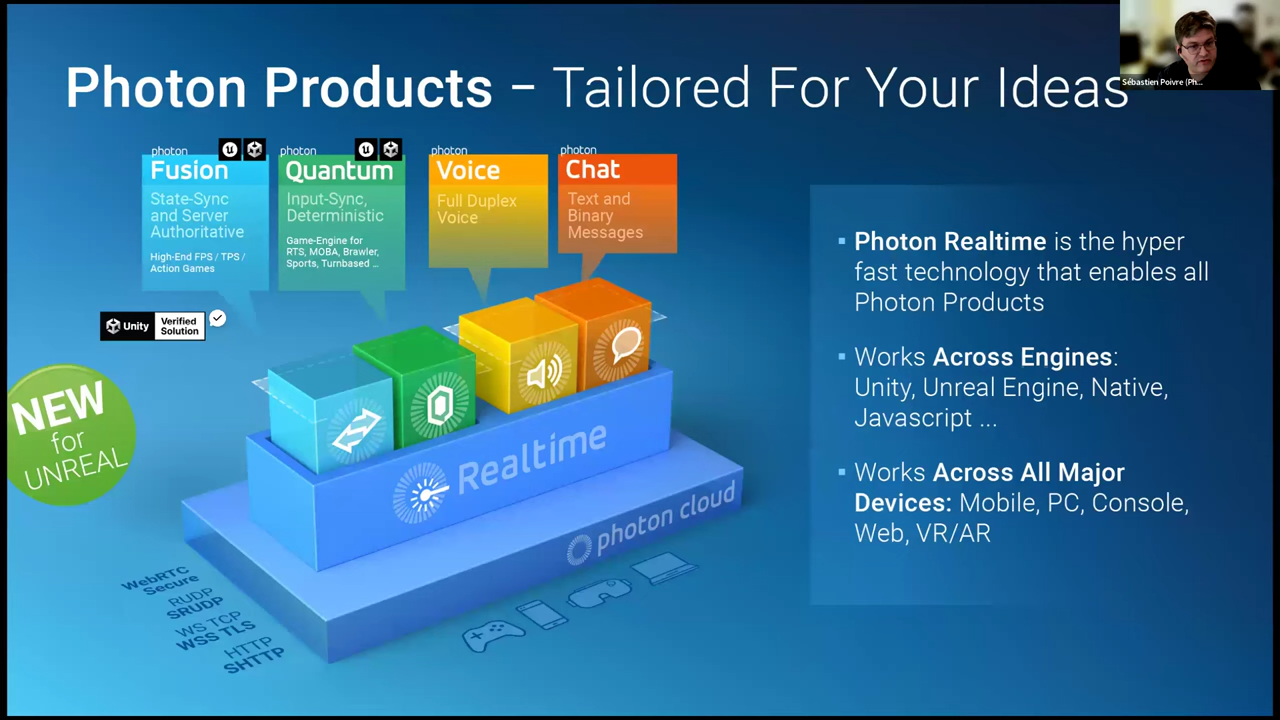 Photon Products – Tailored For Your Ideas
Sébastien Poivre (Ph...
photon
Fusion
State-Sync
and Server
Authoritative
High-End FPS / TPS /
Action Games
photon
Quantum
Input-Sync,
Deterministic
Game-Engine for
RTS, MOBA, Brawler,
Sports, Turnbased ...
photon
Voice
Full Duplex
Voice
photon
Chat
Text and
Binary
Messages
Unity
Verified
Solution
NEW
for
UNREAL
Realtime
photon cloud
WebRTC
Secure
RUDP
SRUDP
WS TCP
WSS TLS
HTTP
SHTTP
▪ Photon Realtime is the hyper
fast technology that enables all
Photon Products
▪ Works Across Engines:
Unity, Unreal Engine, Native,
Javascript ...
▪ Works Across All Major
Devices: Mobile, PC, Console,
Web, VR/AR